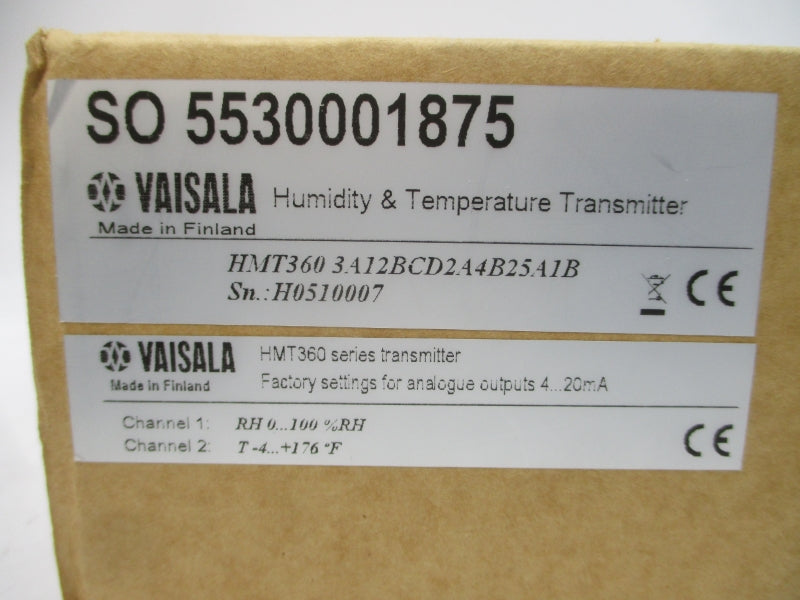 SO 5530001875
VAISALA Humidity & Temperature Transmitter
Made in Finland
HMT360 3A12BCD2A4B25A1B
Sn.:H0510007
CE
VAISALA HMT360 series transmitter
Made in Finland Factory settings for analogue outputs 4...20mA
Channel 1: RH 0...100 %RH
Channel 2: T -4...+176 °F
CE